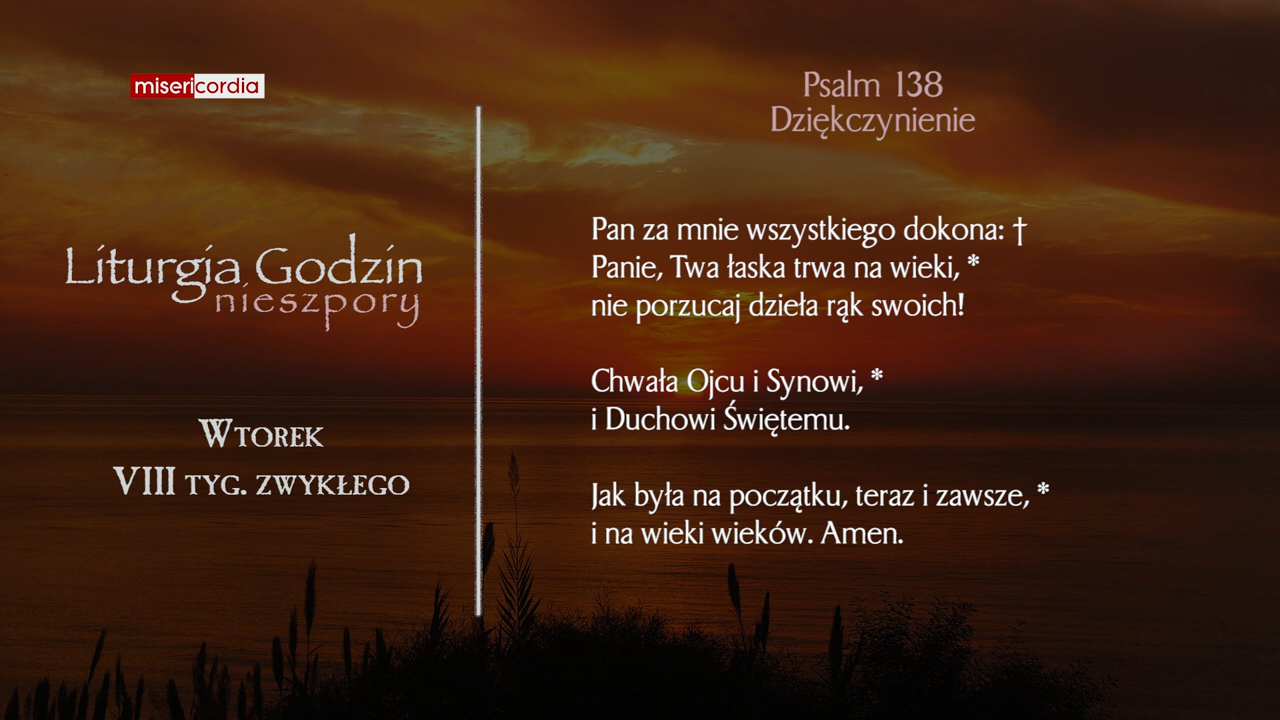 misericordia
Liturgia Godzin
nieszpory
Wtorek
VIII tyg. zwykłego
Psalm 138
Dziękczynienie
Pan za mnie wszystkiego dokona: †
Panie, Twa łaska trwa na wieki, *
nie porzucaj dzieła rąk swoich!
Chwała Ojcu i Synowi, *
i Duchowi Świętemu.
Jak była na początku, teraz i zawsze, *
i na wieki wieków. Amen.